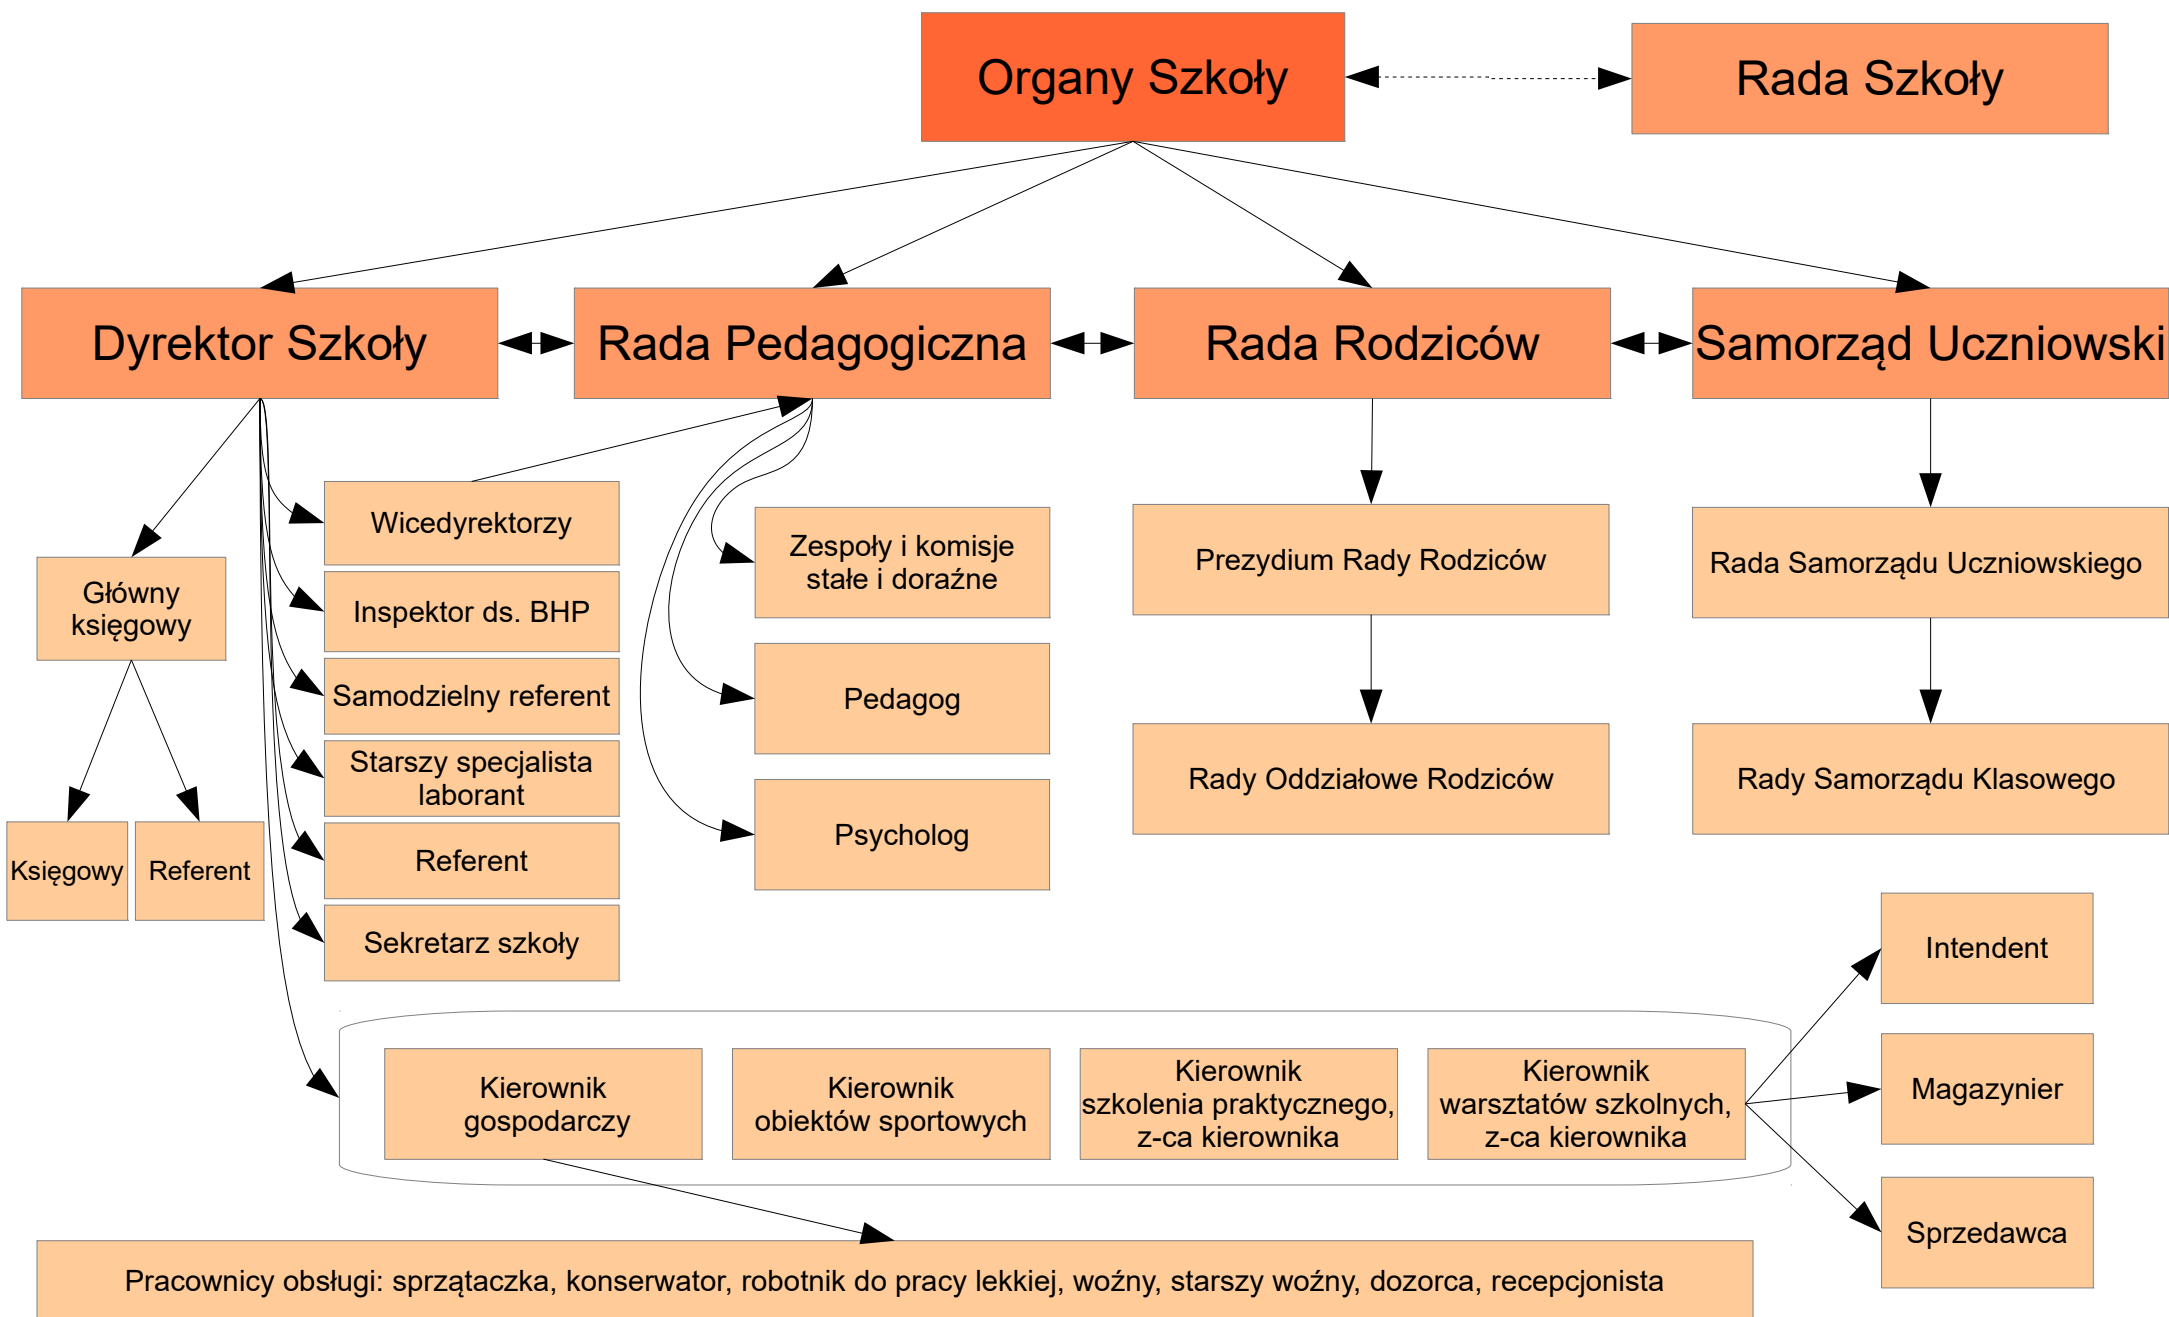 Organy Szkoły
Rada Szkoły
Dyrektor Szkoły
Rada Pedagogiczna
Rada Rodziców
Samorząd Uczniowski
Główny
księgowy
Księgowy
Referent
Wicedyrektorzy
Inspektor ds. BHP
Samodzielny referent
Starszy specjalista
laborant
Referent
Sekretarz szkoły
Zespoły i komisje
stałe i doraźne
Pedagog
Psycholog
Prezydium Rady Rodziców
Rady Oddziałowe Rodziców
Rada Samorządu Uczniowskiego
Rady Samorządu Klasowego
Kierownik
gospodarczy
Kierownik
obiektów sportowych
Kierownik
szkolenia praktycznego,
z-ca kierownika
Kierownik
warsztatów szkolnych,
z-ca kierownika
Intendent
Magazynier
Sprzedawca
Pracownicy obsługi: sprzątaczka, konserwator, robotnik do pracy lekkiej, woźny, starszy woźny, dozorca, recepcjonista